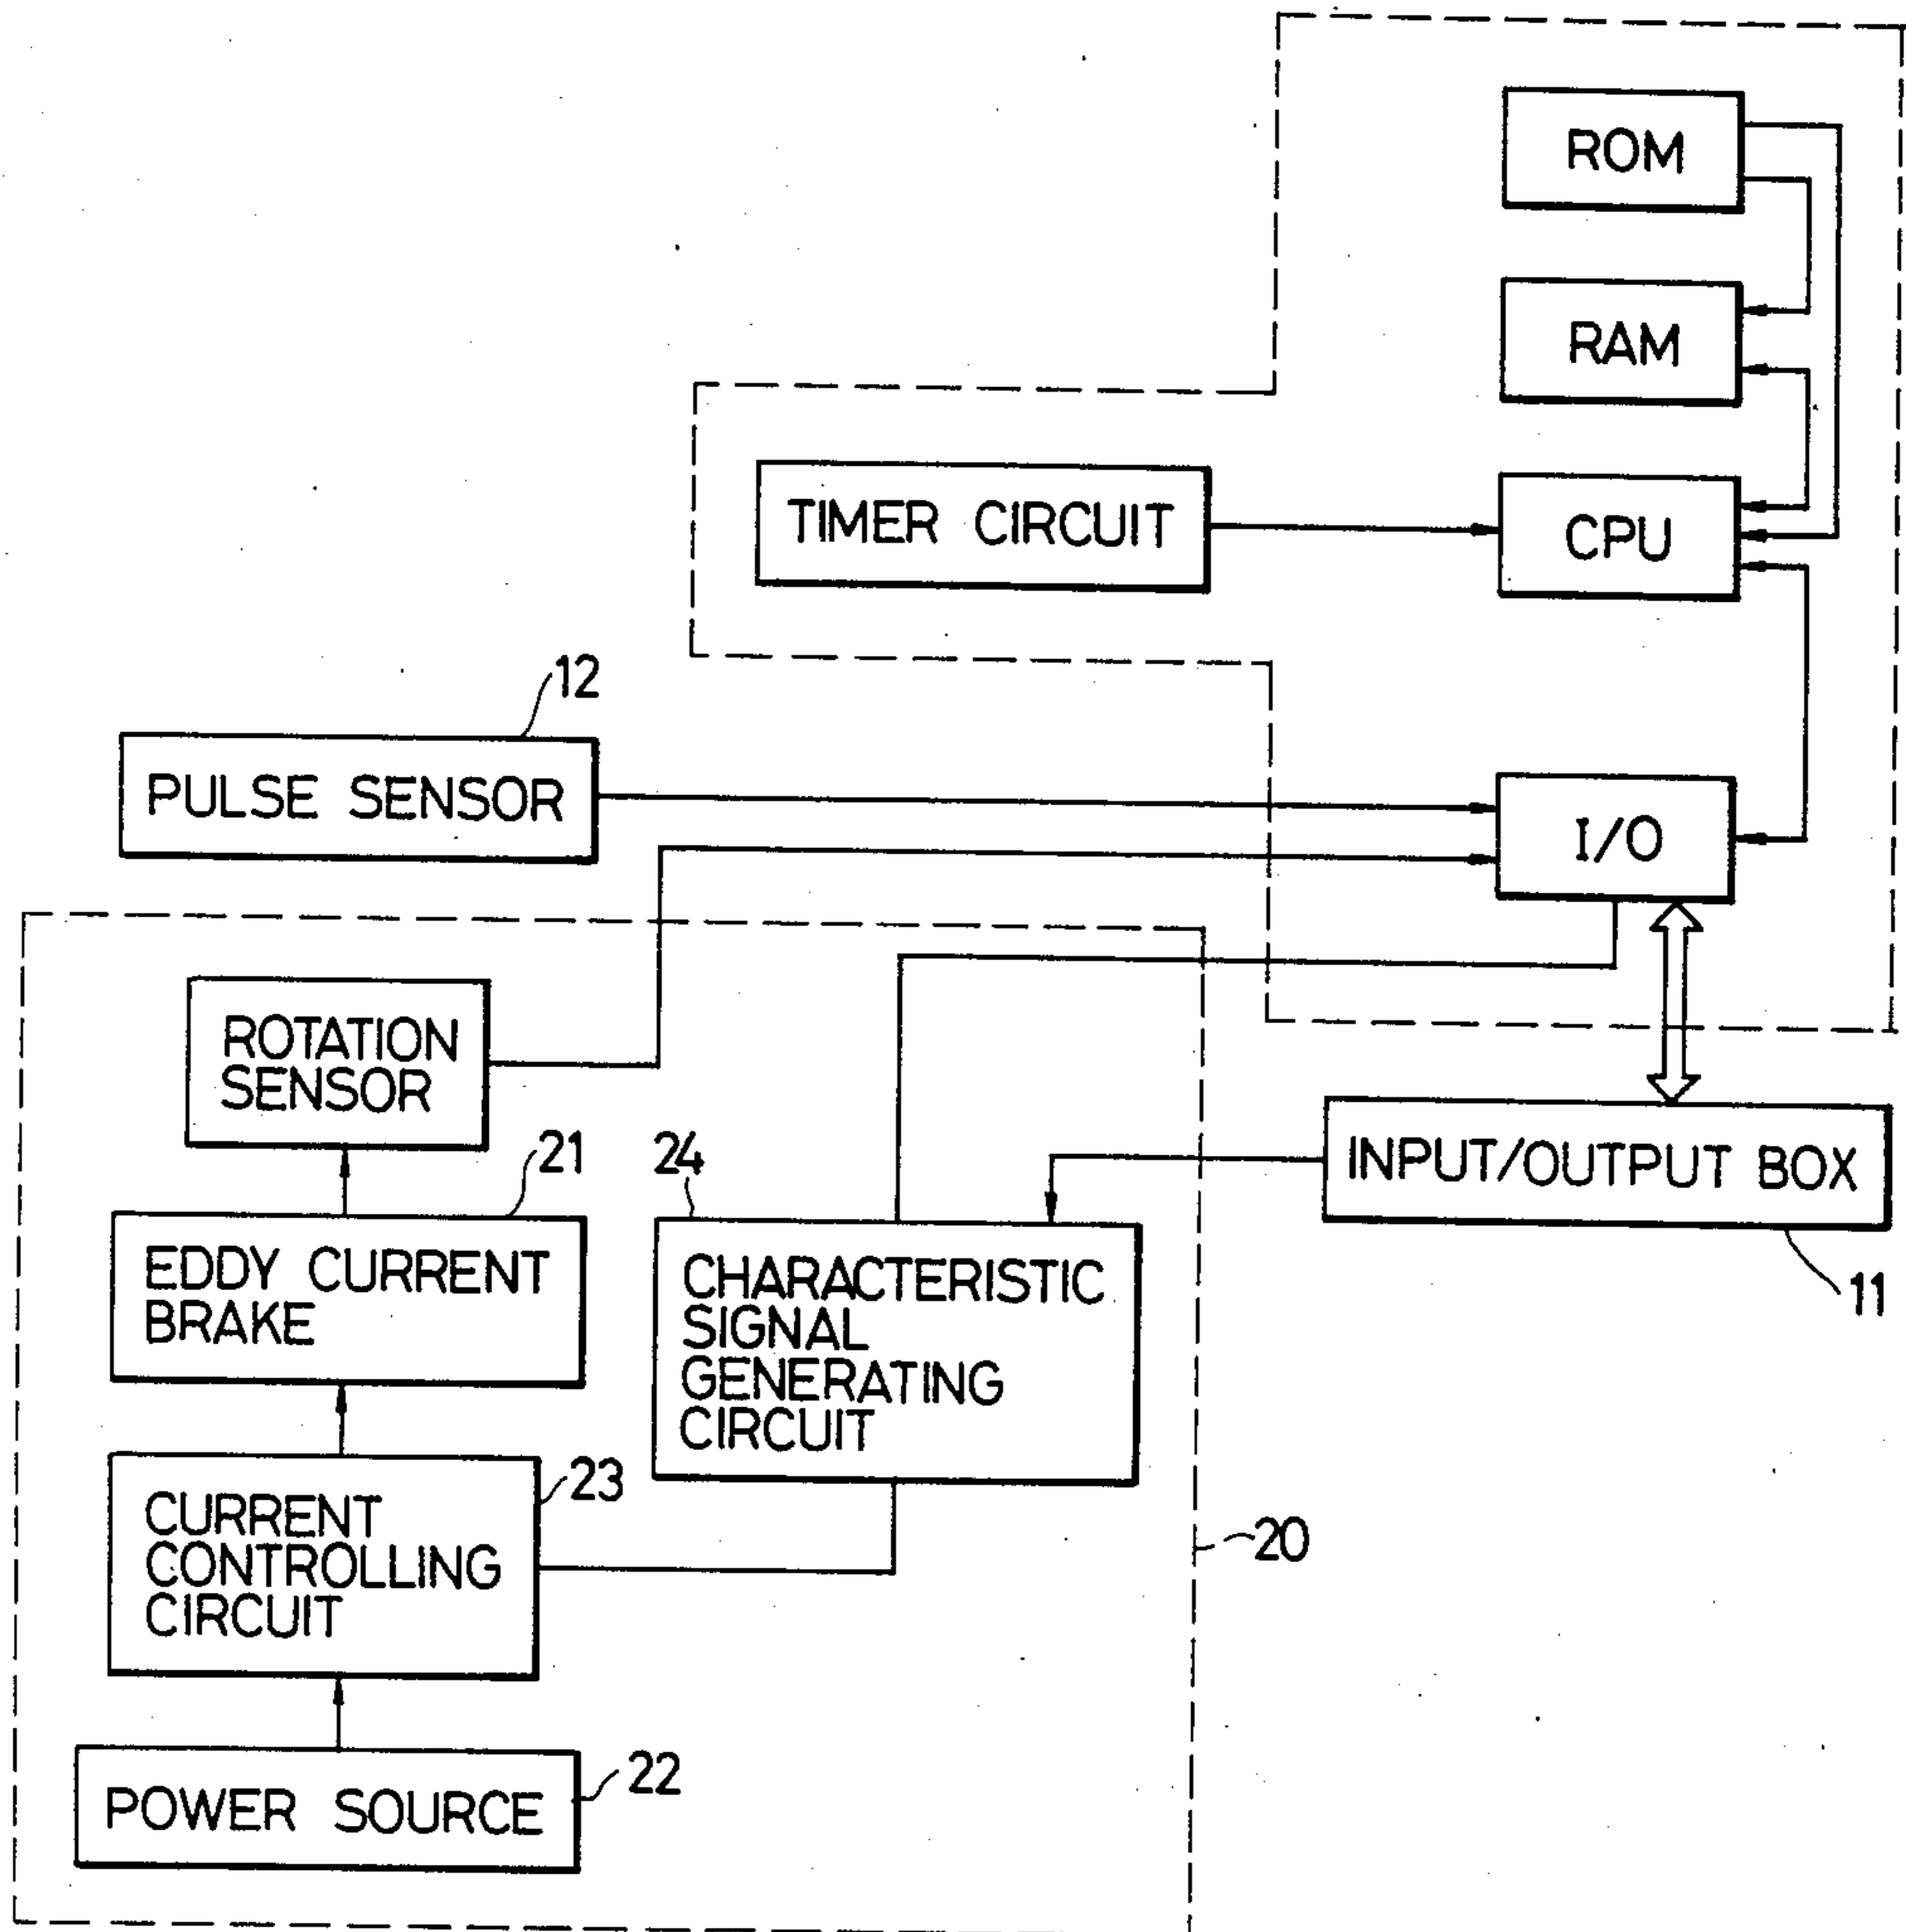 ROM
RAM
TIMER CIRCUIT
CPU
12
PULSE SENSOR
I/O
ROTATION
SENSOR
21
24
INPUT/OUTPUT BOX
11
EDDY CURRENT
BRAKE
CHARACTERISTIC
SIGNAL
GENERATING
CIRCUIT
23
CURRENT
CONTROLLING
CIRCUIT
20
22
POWER SOURCE